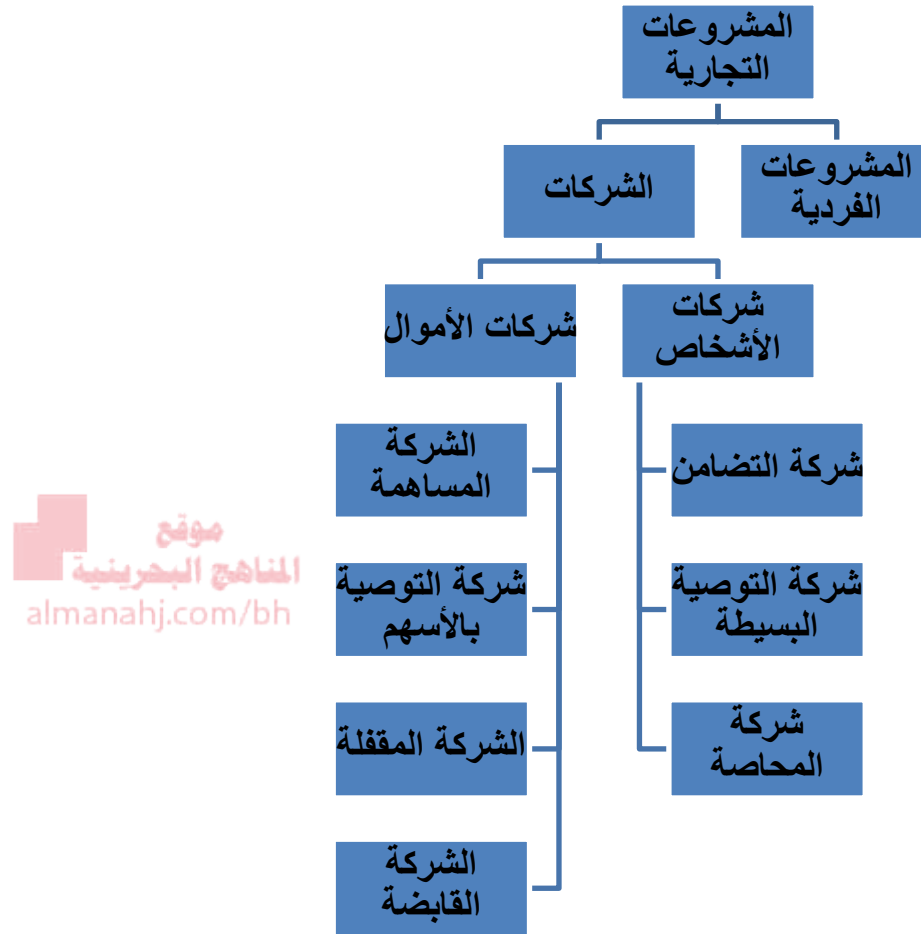 المشروعات
التجارية
المشروعات
الفردية
الشركات
شركات
الأشخاص
شركات الأموال
شركة التضامن
الشركة
المساهمة
شركة التوصية
البسيطة
شركة التوصية
بالأسهم
شركة
المحاصة
الشركة المقفلة
الشركة
القابضة
موقع
المناهج البحرينية
almanahj.com/bh